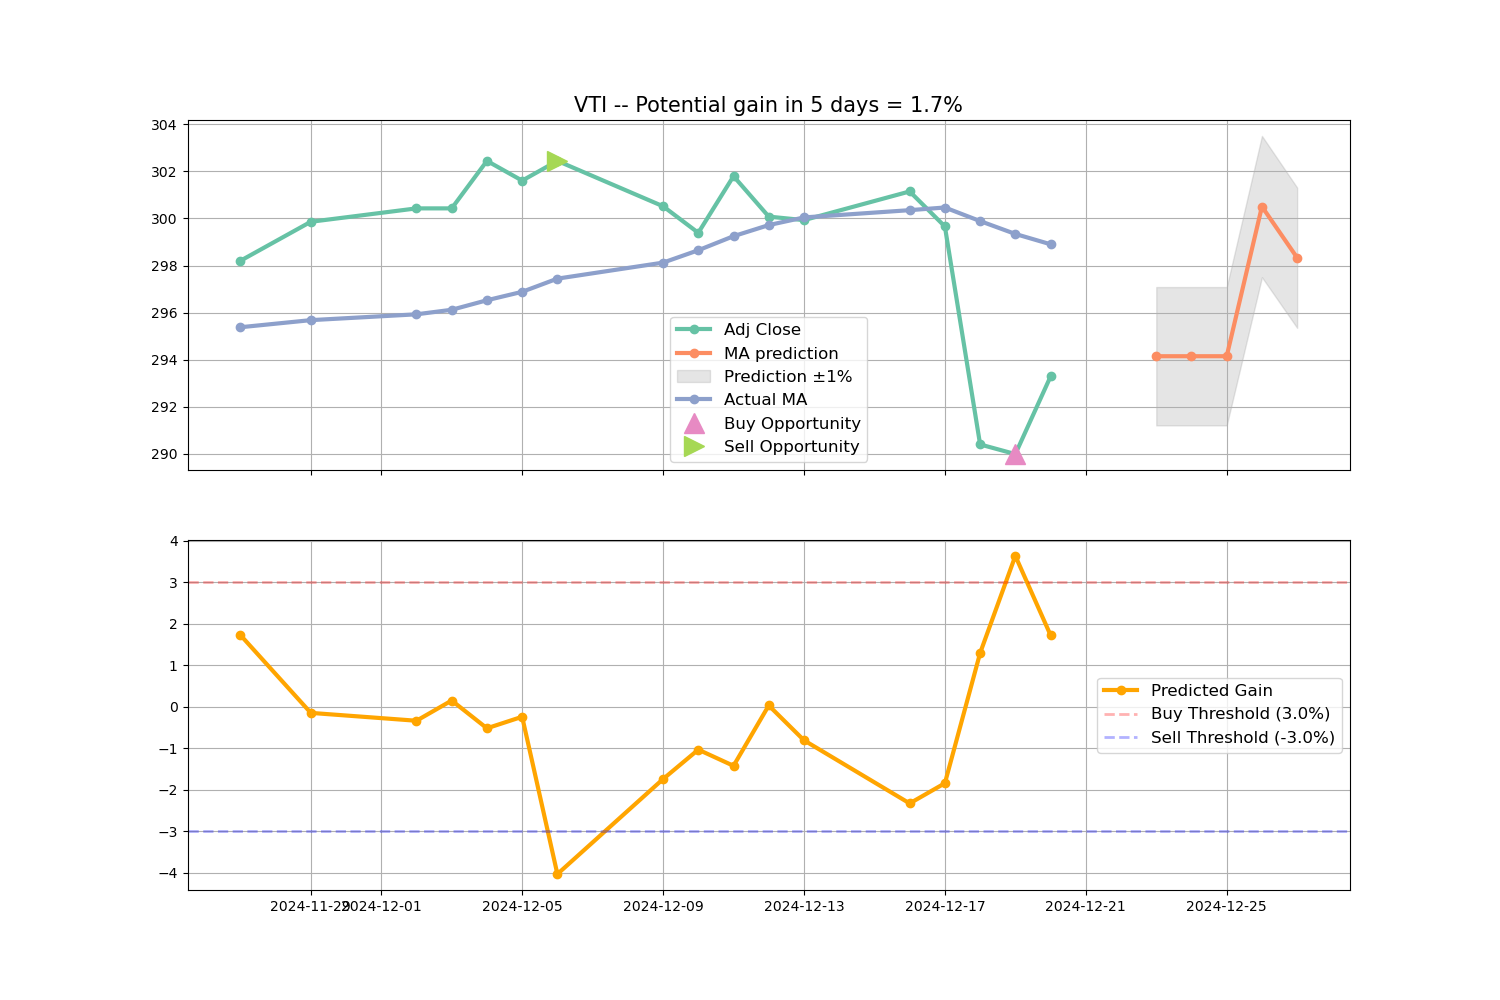 VTI -- Potential gain in 5 days = 1.7%
304
302
300
298
296
294
292
290
Adj Close
MA prediction
Prediction ±1%
Actual MA
Buy Opportunity
Sell Opportunity
4
3
2
1
0
−1
−2
−3
−4
Predicted Gain
Buy Threshold (3.0%)
Sell Threshold (-3.0%)
2024-11-29 2024-12-01 2024-12-05 2024-12-09 2024-12-13 2024-12-17 2024-12-21 2024-12-25